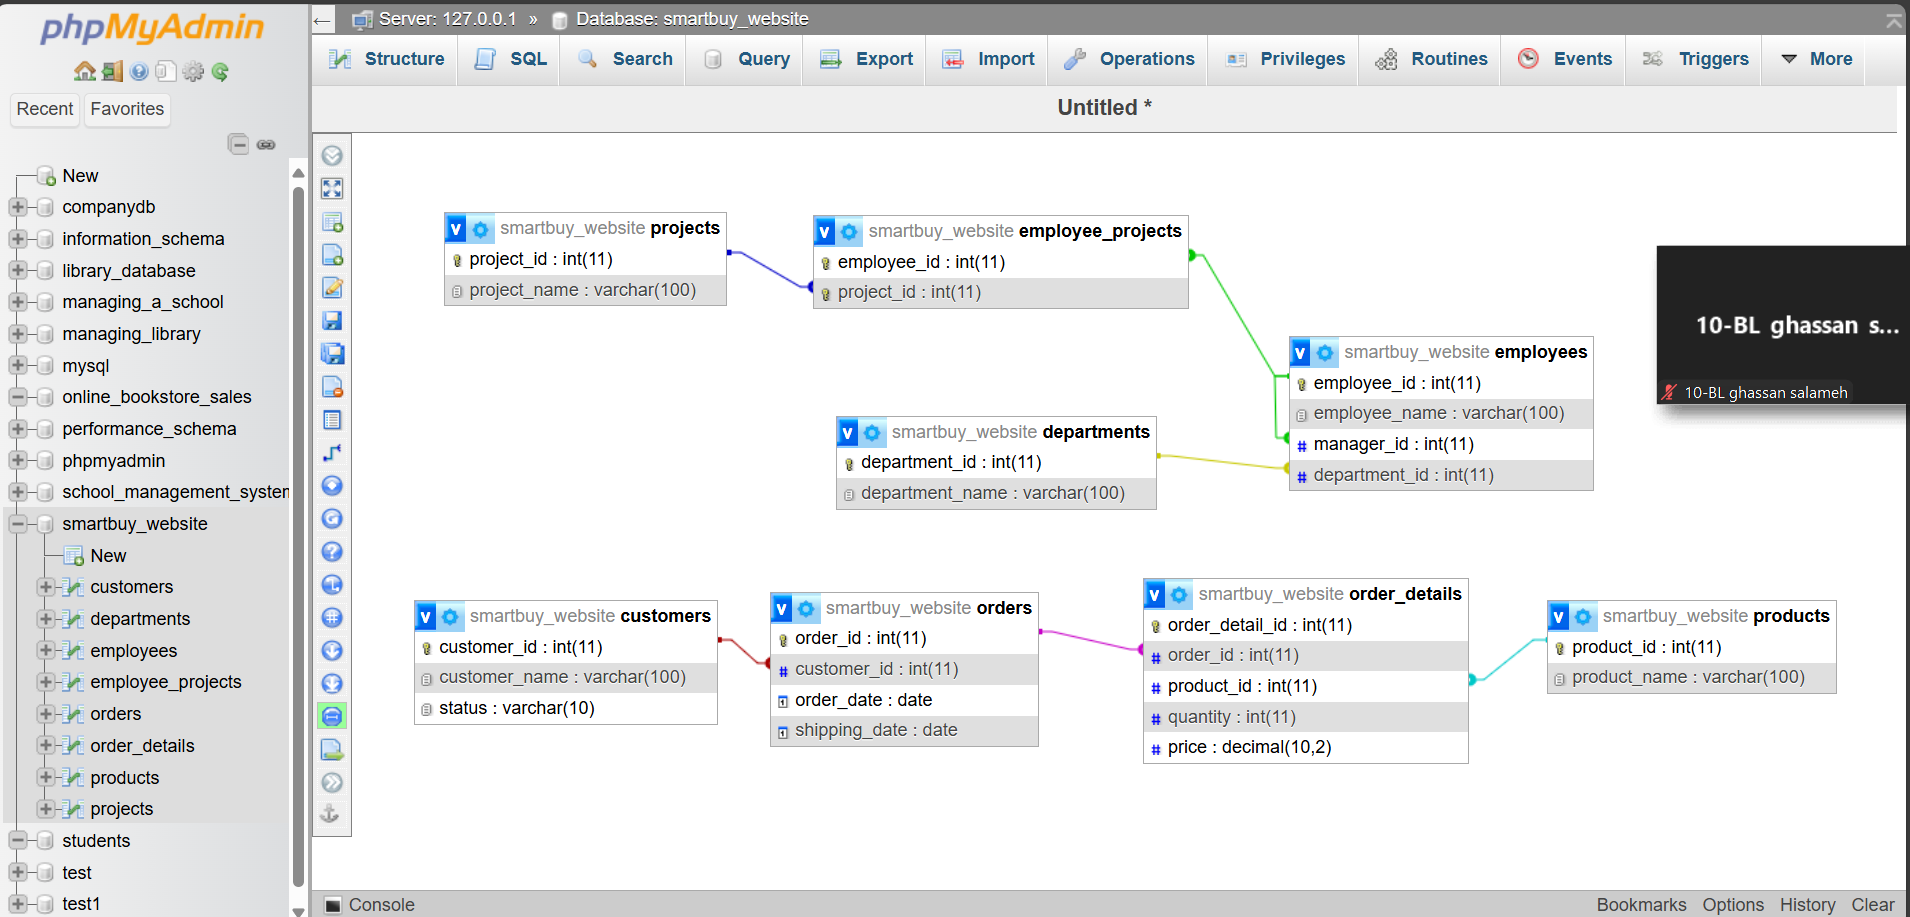 phpMyAdmin
Recent
Favorites
New
companydb
information_schema
library_database
managing_a_school
managing_library
mysql
online_bookstore_sales
performance_schema
phpmyadmin
school_management_system
smartbuy_website
New
customers
departments
employees
employee_projects
orders
order_details
products
projects
students
test
test1
Server: 127.0.0.1 » Database: smartbuy_website
Structure SQL Search Query Export Import Operations Privileges Routines Events Triggers More
Untitled *
v smartbuy_website projects
project_id : int(11)
project_name : varchar(100)
v smartbuy_website employee_projects
employee_id : int(11)
project_id : int(11)
v smartbuy_website employees
employee_id : int(11)
employee_name : varchar(100)
# manager_id : int(11)
# department_id : int(11)
v smartbuy_website departments
department_id : int(11)
department_name : varchar(100)
v smartbuy_website customers
customer_id : int(11)
customer_name : varchar(100)
status : varchar(10)
v smartbuy_website orders
order_id : int(11)
# customer_id : int(11)
order_date : date
shipping_date : date
v smartbuy_website order_details
order_detail_id : int(11)
# order_id : int(11)
# product_id : int(11)
# quantity : int(11)
# price : decimal(10,2)
v smartbuy_website products
product_id : int(11)
product_name : varchar(100)
10-BL ghassan s...
10-BL ghassan salameh
Console
Bookmarks Options History Clear